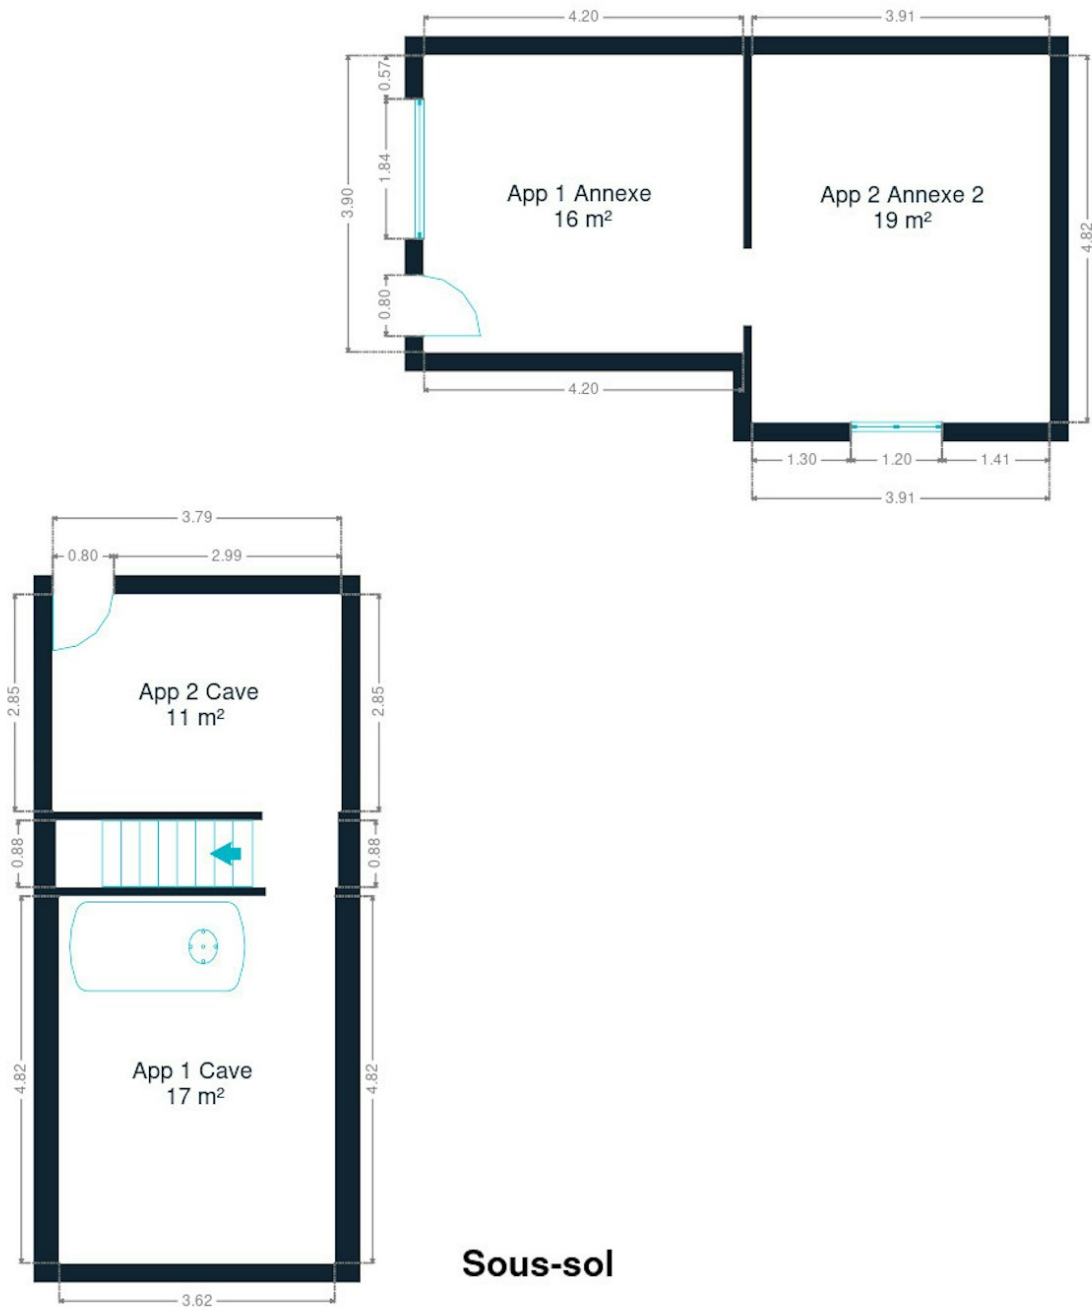 4.20
3.91
0.57
1.84
3.90
0.80
App 1 Annexe
16 m²
App 2 Annexe 2
19 m²
4.82
4.20
1.30
1.20
1.41
3.91
3.79
0.80
2.99
2.85
App 2 Cave
11 m²
2.85
0.88
0.88
4.82
App 1 Cave
17 m²
4.82
3.62
Sous-sol